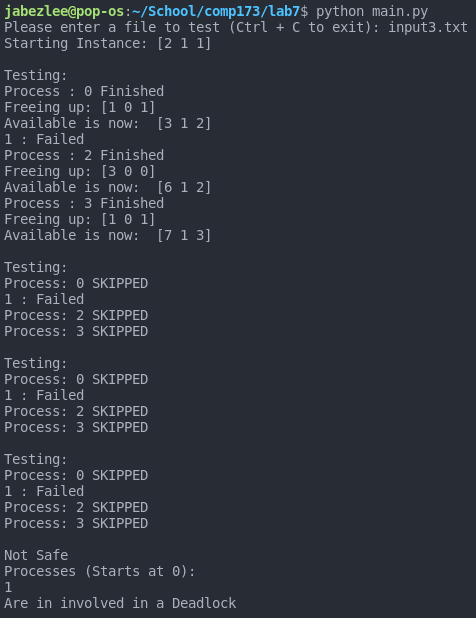 jabezlee@pop-os:~/School/comp173/lab7$ python main.py
Please enter a file to test (Ctrl + C to exit): input3.txt
Starting Instance: [2 1 1]
Testing:
Process : 0 Finished
Freeing up: [1 0 1]
Available is now:  [3 1 2]
1 : Failed
Process : 2 Finished
Freeing up: [3 0 0]
Available is now:  [6 1 2]
Process : 3 Finished
Freeing up: [1 0 1]
Available is now:  [7 1 3]
Testing:
Process: 0 SKIPPED
1 : Failed
Process: 2 SKIPPED
Process: 3 SKIPPED
Testing:
Process: 0 SKIPPED
1 : Failed
Process: 2 SKIPPED
Process: 3 SKIPPED
Testing:
Process: 0 SKIPPED
1 : Failed
Process: 2 SKIPPED
Process: 3 SKIPPED
Not Safe
Processes (Starts at 0):
1
Are in involved in a Deadlock